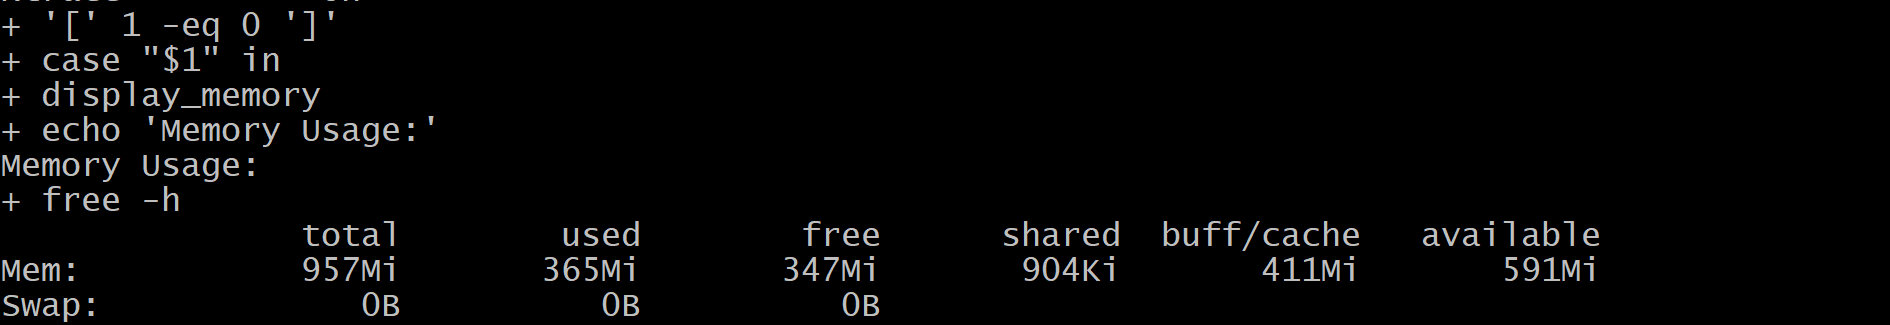 + '[' 1 -eq 0 ']'
+ case "$1" in
+ display_memory
+ echo 'Memory Usage:'
Memory Usage:
+ free -h
total used free shared buff/cache available
Mem: 957Mi 365Mi 347Mi 904Ki 411Mi 591Mi
Swap: 0B 0B 0B